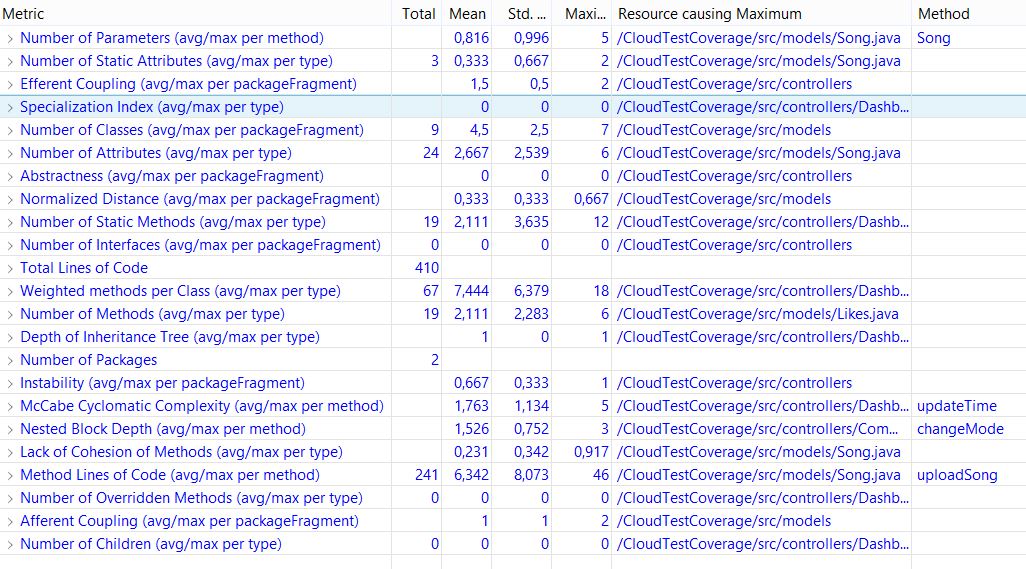 Metric Total Mean Std. ... Maxi... Resource causing Maximum Method
Number of Parameters (avg/max per method) 0,816 0,996 5 /CloudTestCoverage/src/models/Song.java Song
Number of Static Attributes (avg/max per type) 3 0,333 0,667 2 /CloudTestCoverage/src/models/Song.java
Efferent Coupling (avg/max per packageFragment) 1,5 0,5 2 /CloudTestCoverage/src/controllers
Specialization Index (avg/max per type) 0 0 0 /CloudTestCoverage/src/controllers/Dashb...
Number of Classes (avg/max per packageFragment) 9 4,5 2,5 7 /CloudTestCoverage/src/models
Number of Attributes (avg/max per type) 24 2,667 2,539 6 /CloudTestCoverage/src/models/Song.java
Abstractness (avg/max per packageFragment) 0 0 0 /CloudTestCoverage/src/controllers
Normalized Distance (avg/max per packageFragment) 0,333 0,333 0,667 /CloudTestCoverage/src/models
Number of Static Methods (avg/max per type) 19 2,111 3,635 12 /CloudTestCoverage/src/controllers/Dashb...
Number of Interfaces (avg/max per packageFragment) 0 0 0 0 /CloudTestCoverage/src/controllers
Total Lines of Code 410
Weighted methods per Class (avg/max per type) 67 7,444 6,379 18 /CloudTestCoverage/src/controllers/Dashb...
Number of Methods (avg/max per type) 19 2,111 2,283 6 /CloudTestCoverage/src/models/Likes.java
Depth of Inheritance Tree (avg/max per type) 1 0 1 /CloudTestCoverage/src/controllers/Dashb...
Number of Packages 2
Instability (avg/max per packageFragment) 0,667 0,333 1 /CloudTestCoverage/src/controllers
McCabe Cyclomatic Complexity (avg/max per method) 1,763 1,134 5 /CloudTestCoverage/src/controllers/Dashb... updateTime
Nested Block Depth (avg/max per method) 1,526 0,752 3 /CloudTestCoverage/src/controllers/Com... changeMode
Lack of Cohesion of Methods (avg/max per type) 0,231 0,342 0,917 /CloudTestCoverage/src/models/Song.java
Method Lines of Code (avg/max per method) 241 6,342 8,073 46 /CloudTestCoverage/src/models/Song.java uploadSong
Number of Overridden Methods (avg/max per type) 0 0 0 0 /CloudTestCoverage/src/controllers/Dashb...
Afferent Coupling (avg/max per packageFragment) 1 1 2 /CloudTestCoverage/src/models
Number of Children (avg/max per type) 0 0 0 0 /CloudTestCoverage/src/controllers/Dashb...